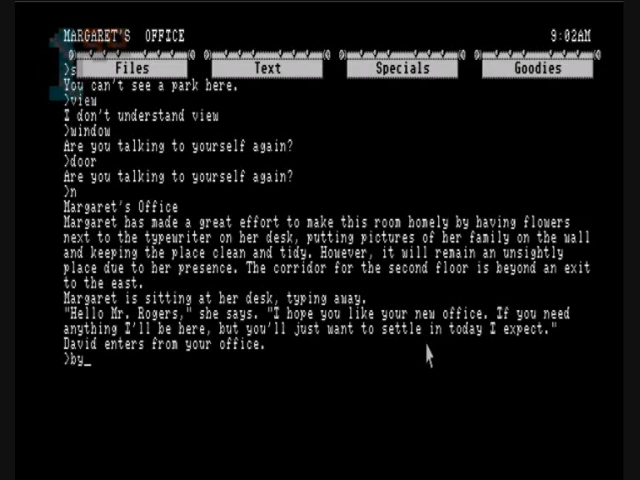 MARGARET'S OFFICE 9:02AM
Files Text Specials Goodies
>s
You can't see a park here.
>view
I don't understand view
>window
Are you talking to yourself again?
>door
Are you talking to yourself again?
>n
Margaret's Office
Margaret has made a great effort to make this room homely by having flowers
next to the typewriter on her desk, putting pictures of her family on the wall
and keeping the place clean and tidy. However, it will remain an unsightly
place due to her presence. The corridor for the second floor is beyond an exit
to the east.
Margaret is sitting at her desk, typing away.
"Hello Mr. Rogers," she says. "I hope you like your new office. If you need
anything I'll be here, but you'll just want to settle in today I expect."
David enters from your office.
>by_